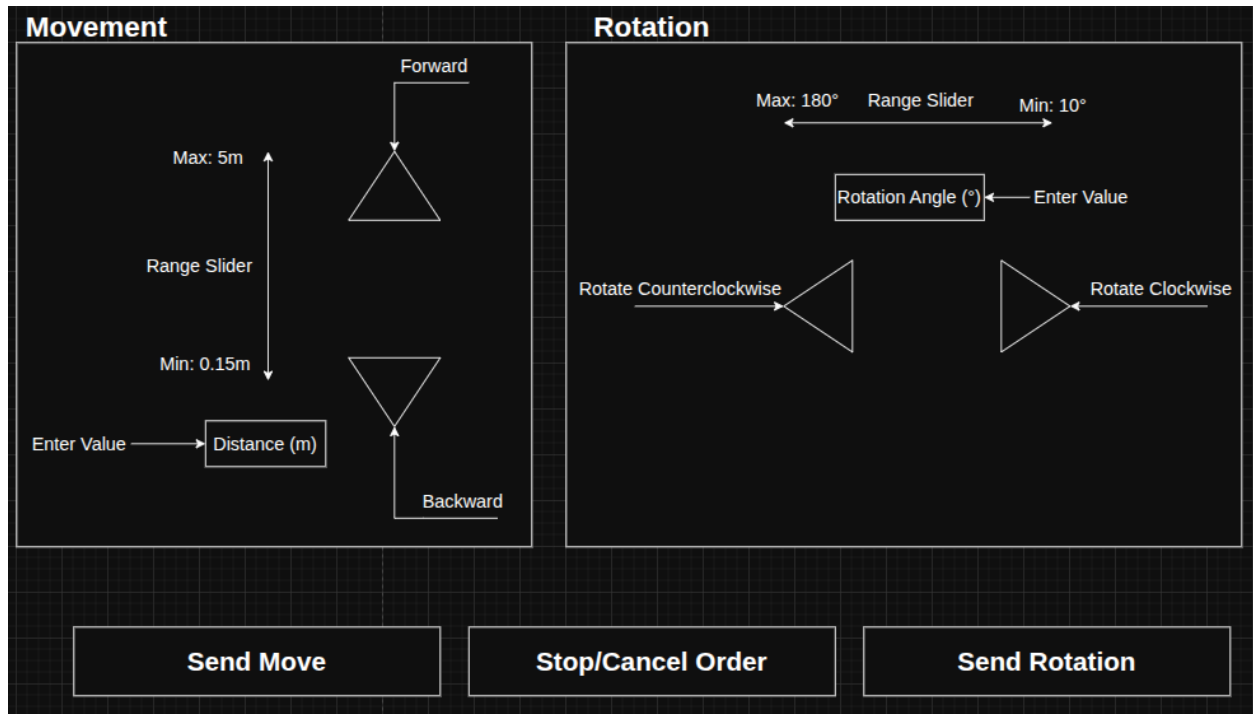 Movement
Forward
Max: 5m
Range Slider
Min: 0.15m
Enter Value
Distance (m)
Backward
Rotation
Max: 180°
Range Slider
Min: 10°
Rotation Angle (°)
Enter Value
Rotate Counterclockwise
Rotate Clockwise
Send Move
Stop/Cancel Order
Send Rotation